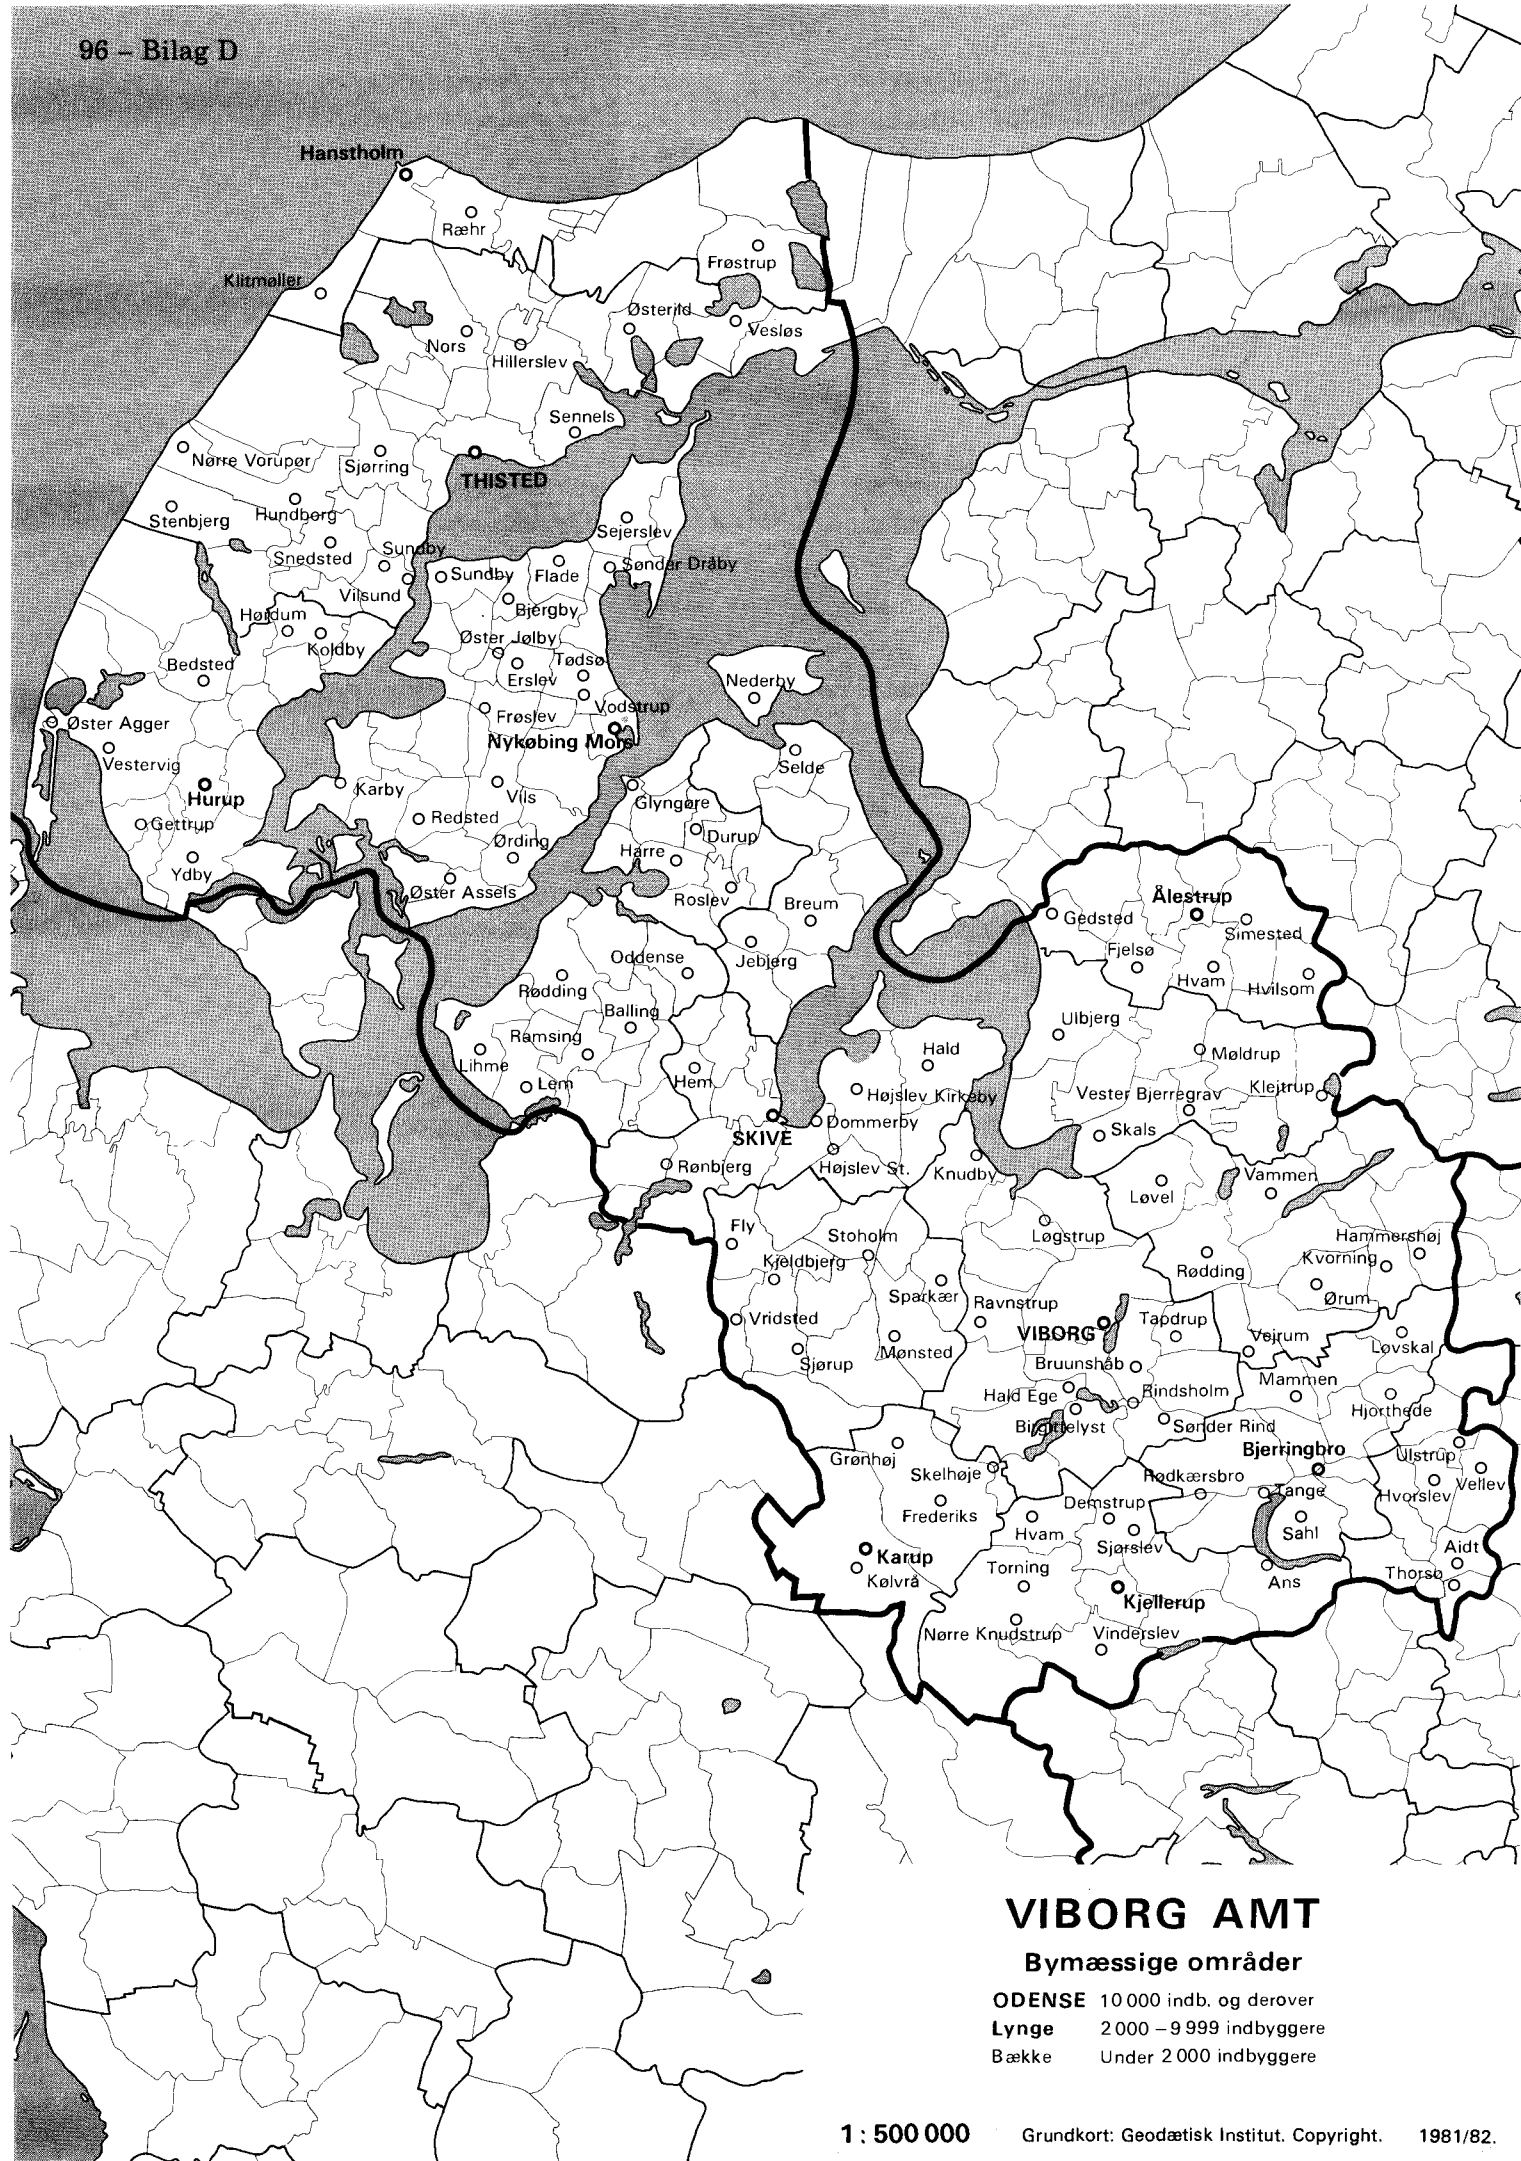 96 – Bilag D
Hanstholm
Ræhr
Frøstrup
Klitmøller
Østerild
Vesløs
Nors
Hillerslev
Sennels
Nørre Vorupør
Sjørring
THISTED
Stenbjerg
Hundborg
Sejerslev
Snedsted
Sundby
Sundby
Flade
Sønder Dråby
Vilsund
Bjergby
Hørdum
Koldby
Øster Jølby
Bedsted
Erslev
Tødsø
Nederby
Øster Agger
Frøslev
Vodstrup
Nykøbing Mors
Vestervig
Selde
Hurup
Karby
Vils
Glyngøre
Gettrup
Redsted
Durup
Ørding
Harre
Ydby
Øster Assels
Roslev
Breum
Ålestrup
Gedsted
Simested
Oddense
Jebjerg
Fjelsø
Rødding
Hvam
Hvilsom
Balling
Ramsing
Ulbjerg
Hald
Møldrup
Lihme
Lem
Hem
Højslev Kirkeby
Vester Bjerregrav
Klejtrup
SKIVE
Dommerby
Skals
Rønbjerg
Højslev St.
Knudby
Vammen
Løvel
Fly
Stoholm
Løgstrup
Hammershøj
Kjeldbjerg
Rødding
Kvorning
Sparkær
Ravnstrup
Ørum
Vridsted
VIBORG
Tapdrup
Vejrum
Løvskal
Sjørup
Mønsted
Bruunshåb
Mammen
Hald Ege
Rindsholm
Hjorthede
Birgittelyst
Sønder Rind
Bjerringbro
Grønhøj
Skelhøje
Ulstrup
Rødkærsbro
Tange
Hvorslev
Vellev
Frederiks
Demstrup
Hvam
Sahl
Sjørslev
Karup
Torning
Aidt
Kølvrå
Ans
Thorsø
Kjellerup
Nørre Knudstrup
Vinderslev
VIBORG AMT
Bymæssige områder
ODENSE 10 000 indb. og derover
Lynge 2 000 – 9 999 indbyggere
Bække Under 2 000 indbyggere
1 : 500 000 Grundkort: Geodætisk Institut. Copyright. 1981/82.